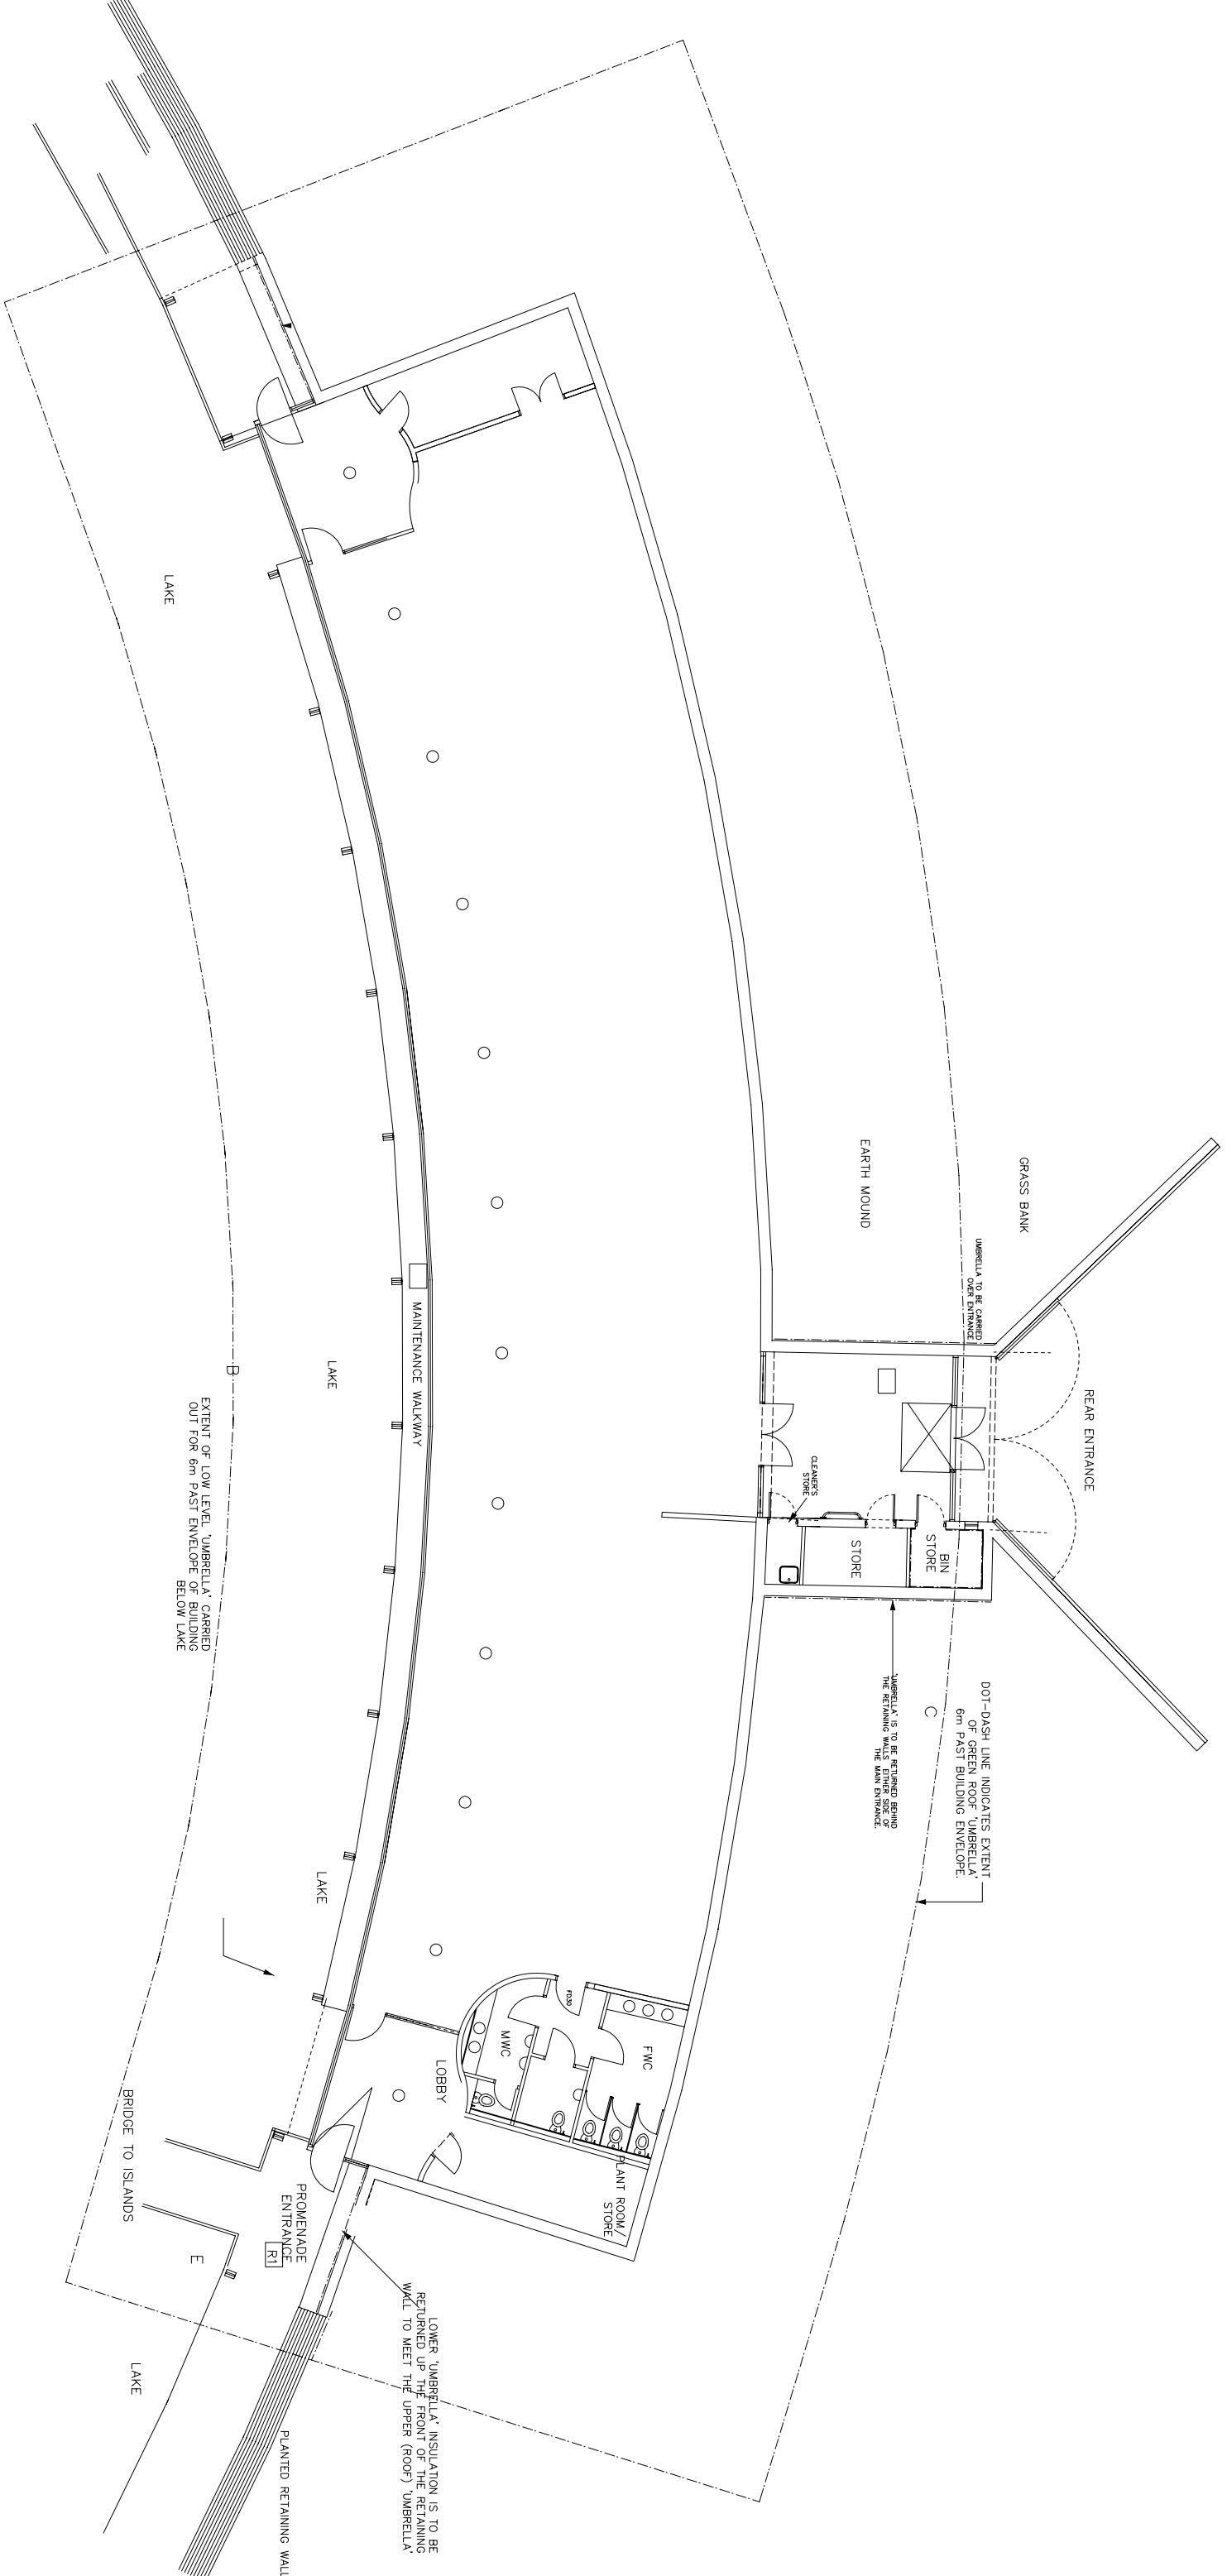 GRASS BANK
EARTH MOUND
UMBRELLA TO BE CARRIED
OVER ENTRANCE
REAR ENTRANCE
CLEANER'S
STORE
STORE
BIN
STORE
'UMBRELLA' IS TO BE RETURNED BEHIND
THE RETAINING WALLS EITHER SIDE OF
THE MAIN ENTRANCE.
C
DOT-DASH LINE INDICATES EXTENT
OF GREEN ROOF 'UMBRELLA'
6m PAST BUILDING ENVELOPE.
LAKE
MAINTENANCE WALKWAY
LAKE
B
EXTENT OF LOW LEVEL 'UMBRELLA' CARRIED
OUT FOR 6m PAST ENVELOPE OF BUILDING
BELOW LAKE
LAKE
FD30
MWC
FWC
LOBBY
PLANT ROOM/
STORE
BRIDGE TO ISLANDS
PROMENADE
ENTRANCE
R1
E
LAKE
LOWER 'UMBRELLA' INSULATION IS TO BE
RETURNED UP THE FRONT OF THE RETAINING
WALL TO MEET THE UPPER (ROOF) 'UMBRELLA'
PLANTED RETAINING WALL